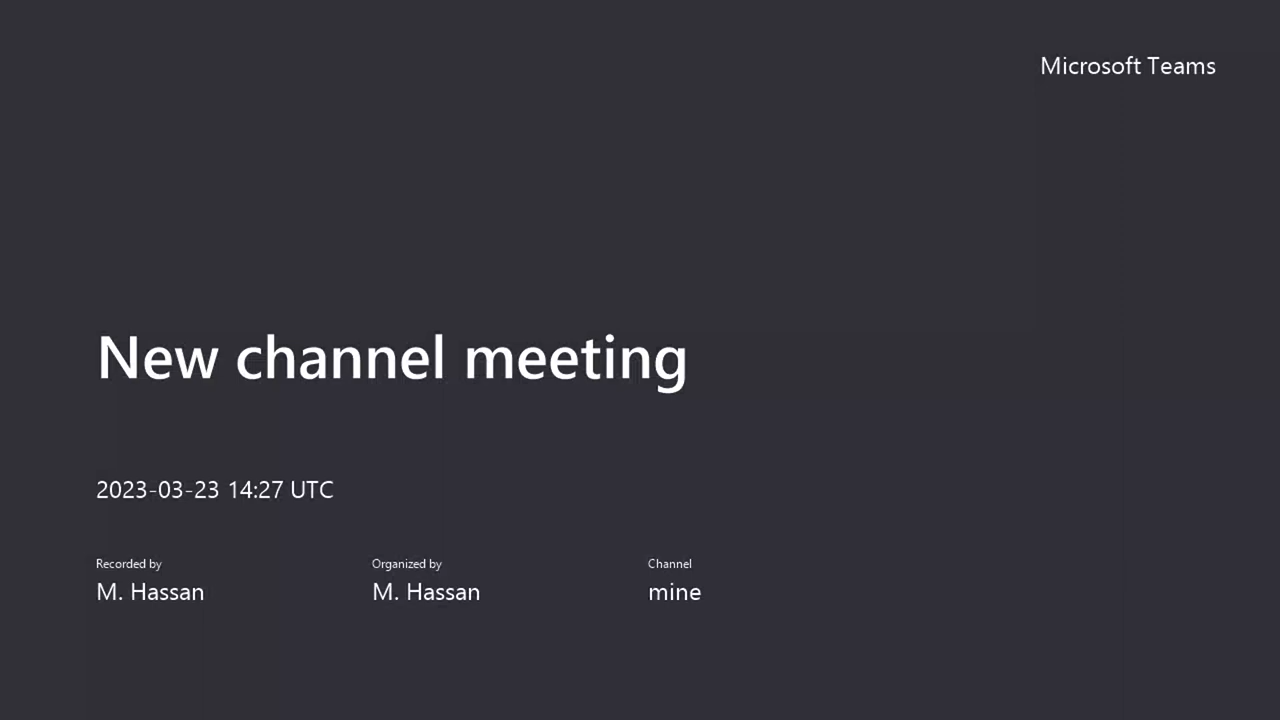 Microsoft Teams
New channel meeting
2023-03-23 14:27 UTC
Recorded by
M. Hassan
Organized by
M. Hassan
Channel
mine